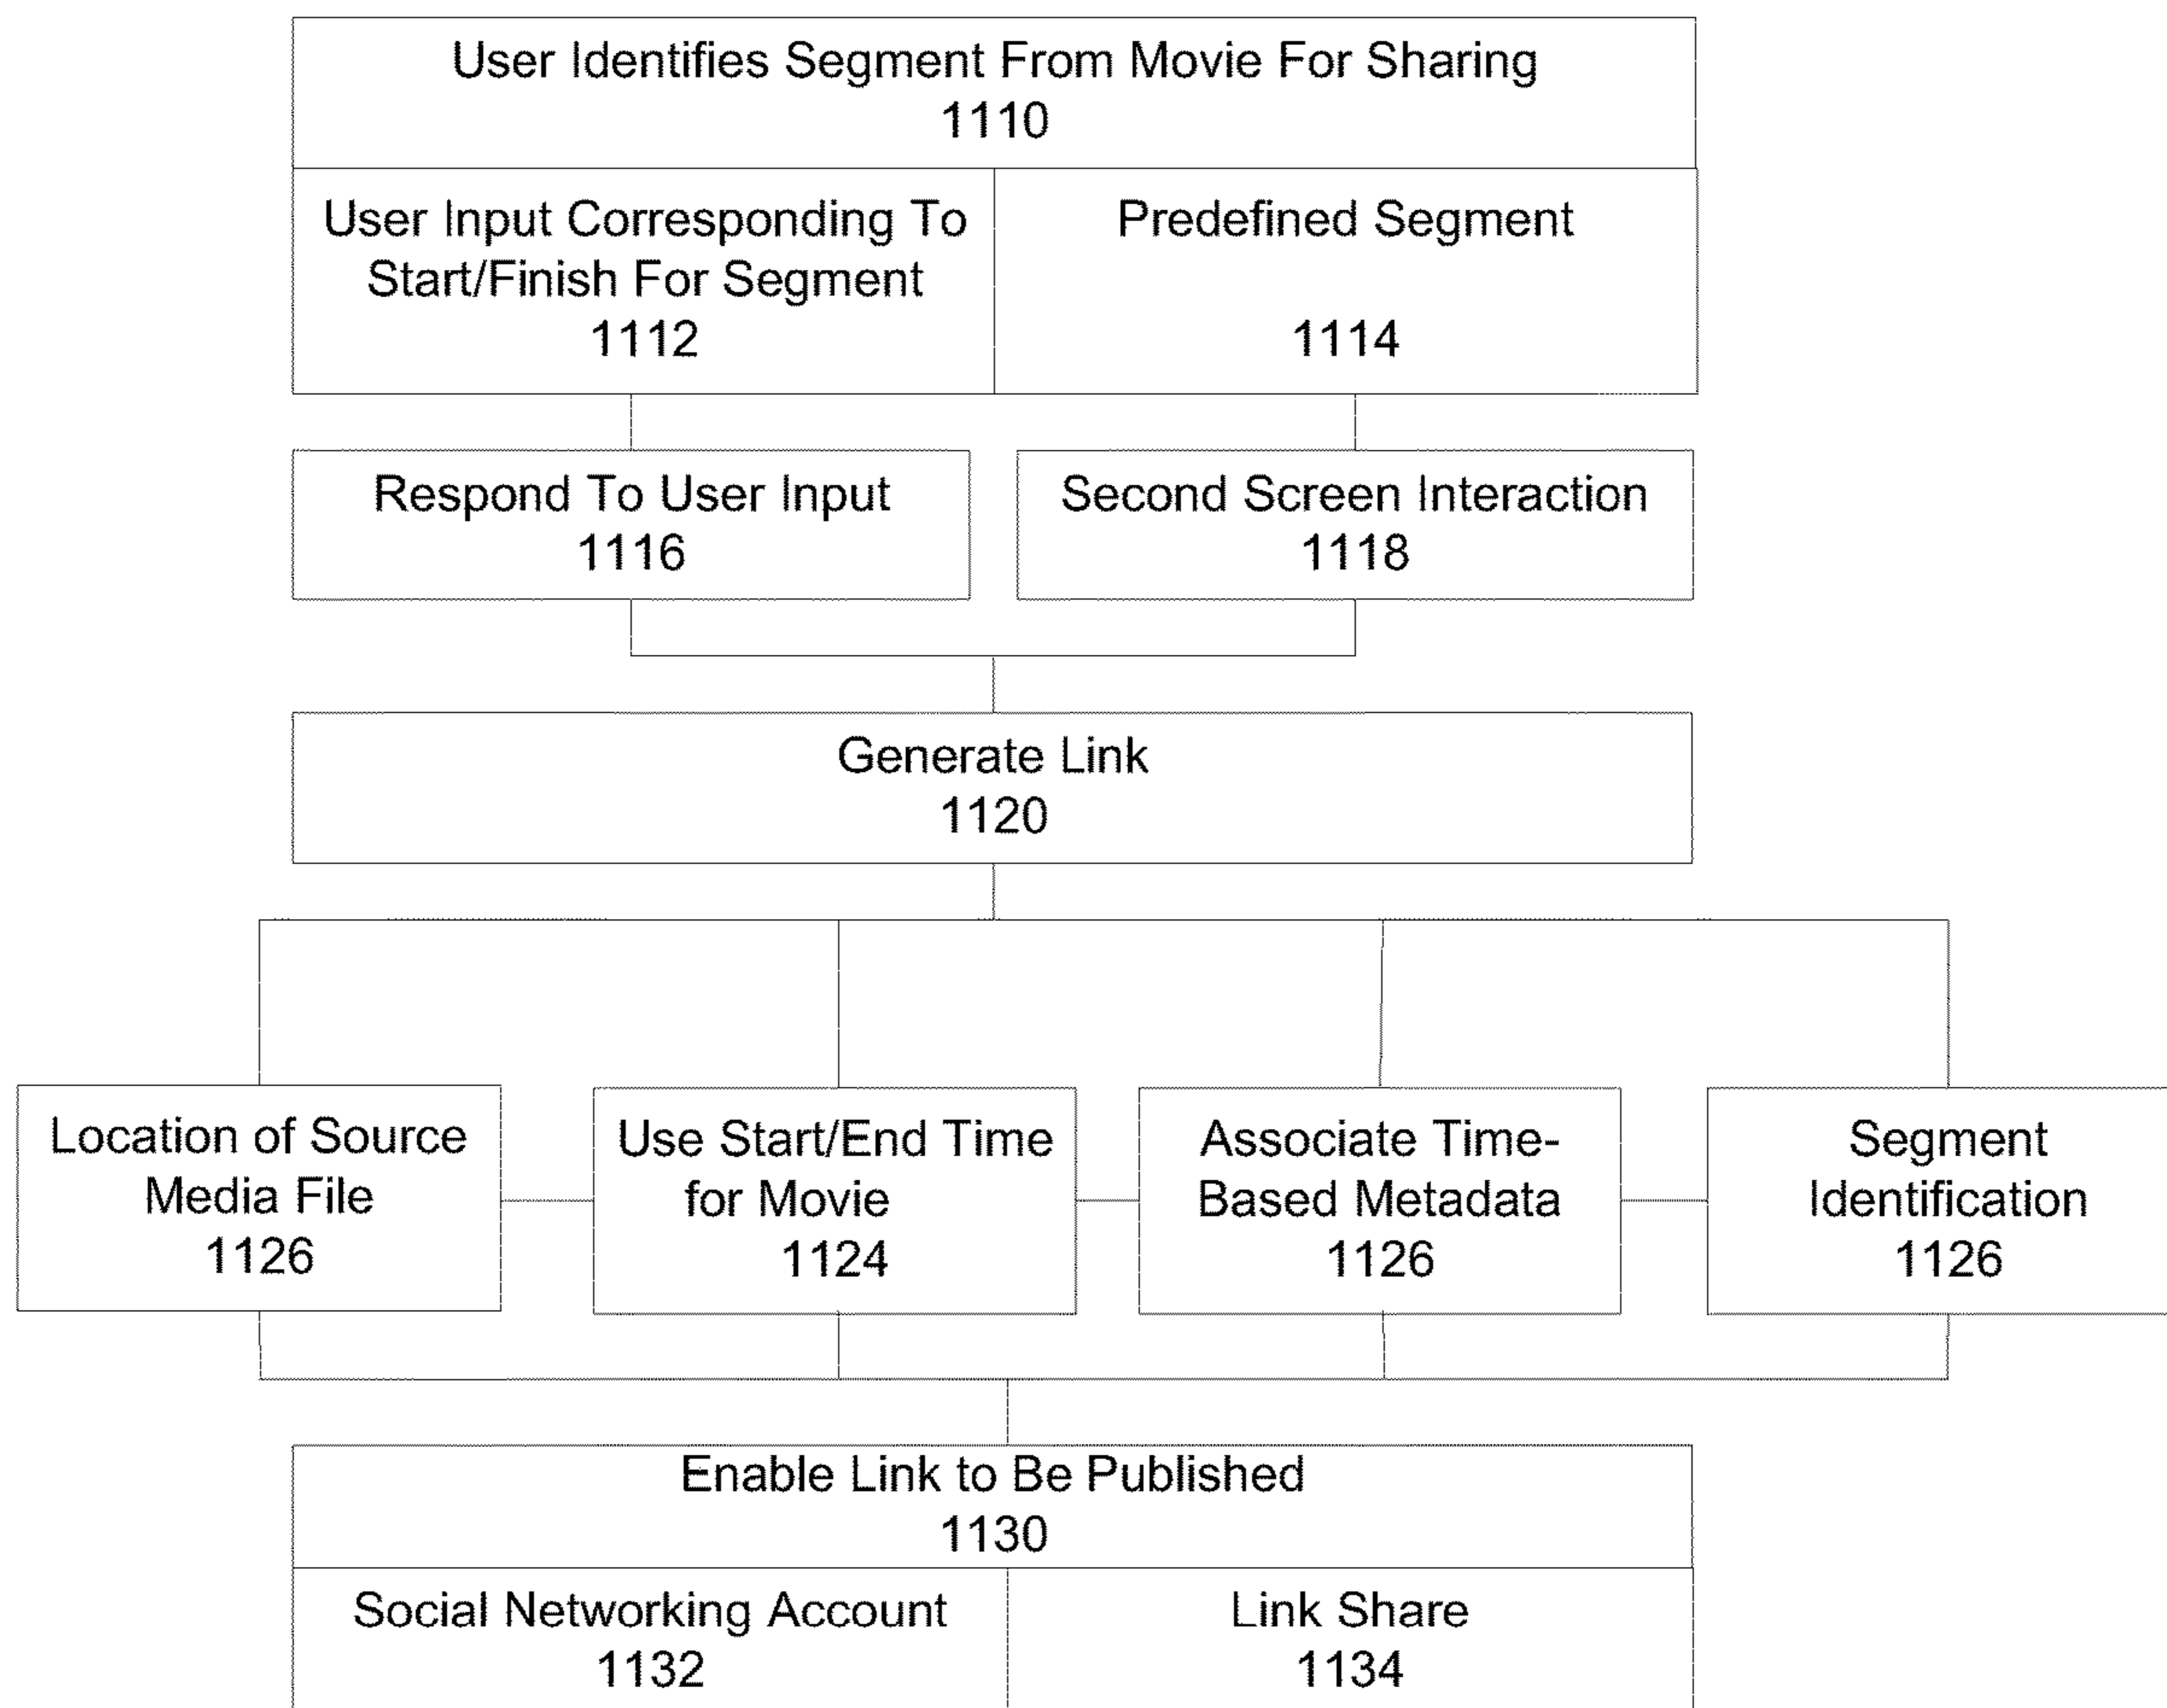 User Identifies Segment From Movie For Sharing
1110
User Input Corresponding To
Start/Finish For Segment
1112
Predefined Segment
1114
Respond To User Input
1116
Second Screen Interaction
1118
Generate Link
1120
Location of Source
Media File
1126
Use Start/End Time
for Movie
1124
Associate Time-
Based Metadata
1126
Segment
Identification
1126
Enable Link to Be Published
1130
Social Networking Account
1132
Link Share
1134